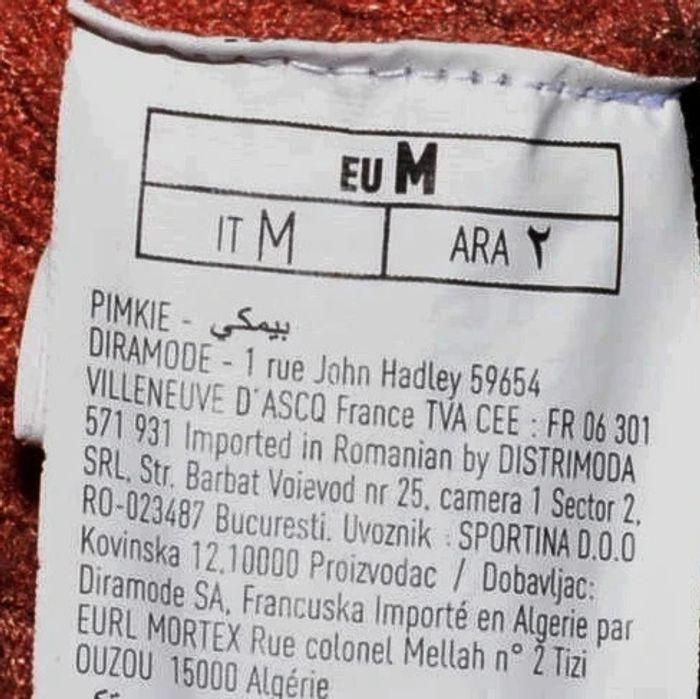 EU M
IT M
ARA ٢
PIMKIE - بيمكي
DIRAMODE - 1 rue John Hadley 59654
VILLENEUVE D'ASCQ France TVA CEE : FR 06 301
571 931 Imported in Romanian by DISTRIMODA
SRL, Str. Barbat Voievod nr 25, camera 1 Sector 2,
RO-023487 Bucuresti. Uvoznik : SPORTINA D.O.O
Kovinska 12,10000 Proizvodac / Dobavljac:
Diramode SA, Francuska Importé en Algerie par
EURL MORTEX Rue colonel Mellah n° 2 Tizi
OUZOU 15000 Algérie